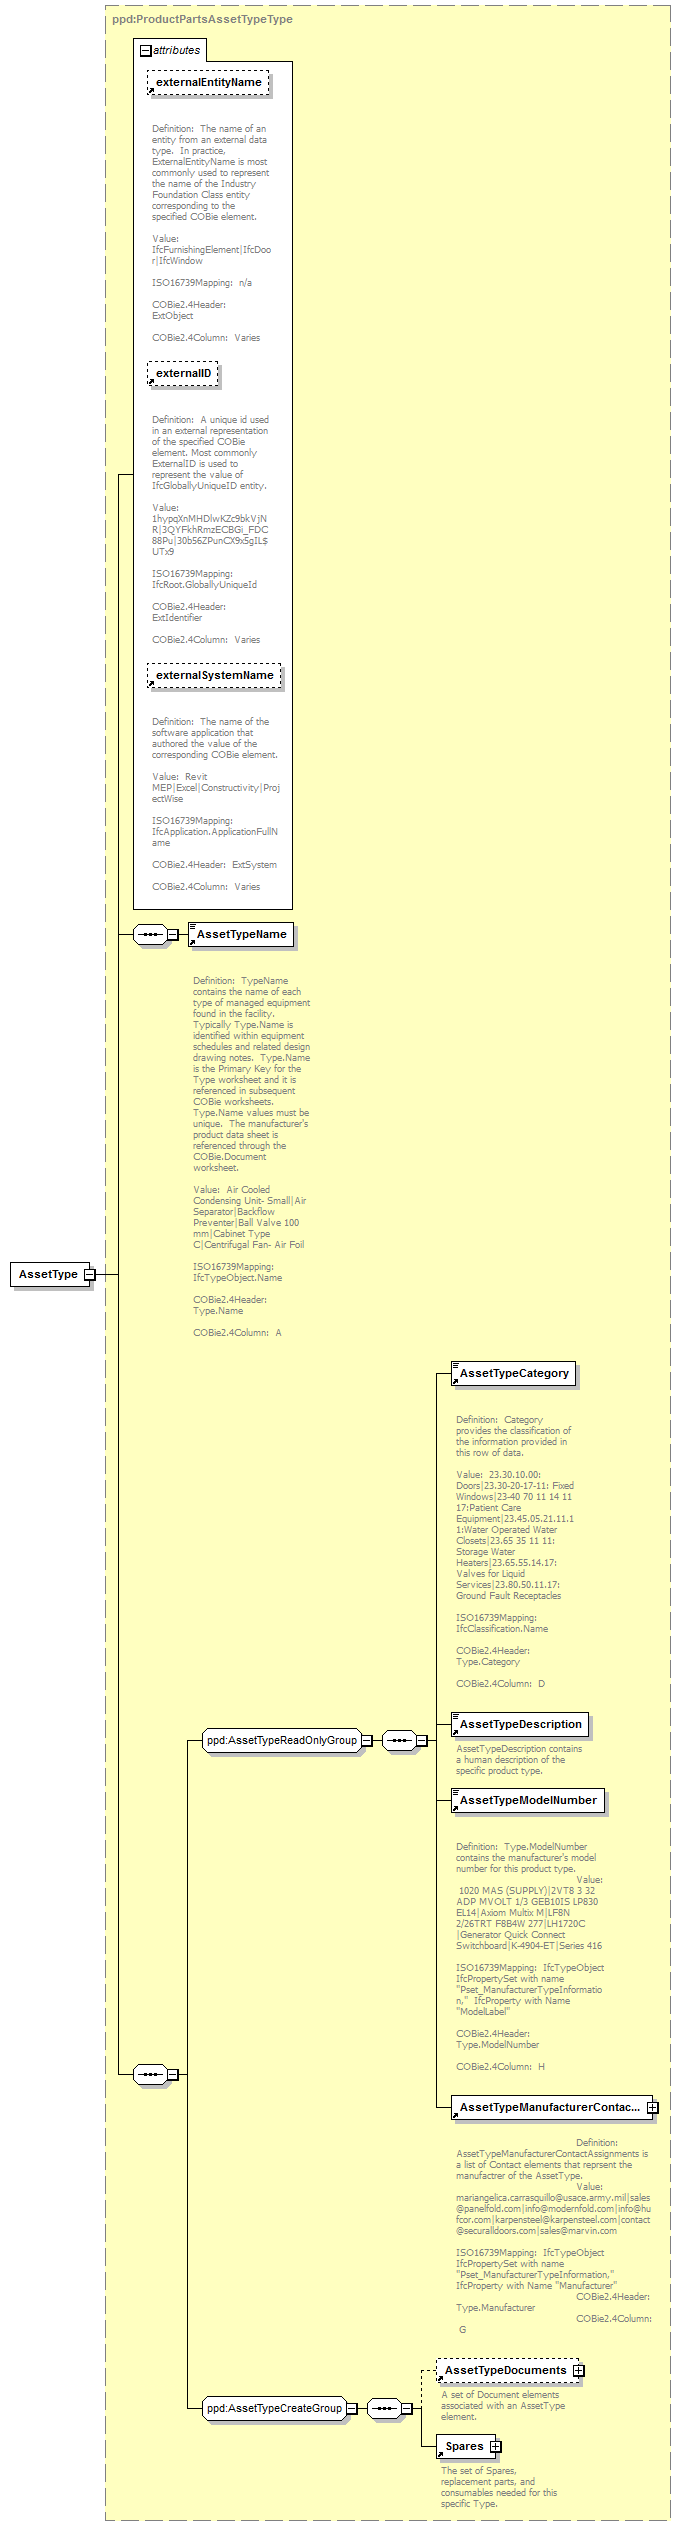 ppd:ProductPartsAssetTypeType
attributes
externalEntityName
Definition:  The name of an
entity from an external data
type.  In practice,
ExternalEntityName is most
commonly used to represent
the name of the Industry
Foundation Class entity
corresponding to the
specified COBie element.
Value:
IfcFurnishingElement|IfcDoo
r|IfcWindow
ISO16739Mapping:  n/a
COBie2.4Header:
ExtObject
COBie2.4Column:  Varies
externalID
Definition:  A unique id used
in an external representation
of the specified COBie
element. Most commonly
ExternalID is used to
represent the value of
IfcGloballyUniqueID entity.
Value:
1hypqXnMHDlwKZc9bkVjN
R|3QYFkhRmzECBGi_FDC
88Pu|30b56ZPunCX9x5gIL$
UTx9
ISO16739Mapping:
IfcRoot.GloballyUniqueId
COBie2.4Header:
ExtIdentifier
COBie2.4Column:  Varies
externalSystemName
Definition:  The name of the
software application that
authored the value of the
corresponding COBie element.
Value:  Revit
MEP|Excel|Constructivity|Proj
ectWise
ISO16739Mapping:
IfcApplication.ApplicationFullN
ame
COBie2.4Header:  ExtSystem
COBie2.4Column:  Varies
AssetTypeName
Definition:  TypeName
contains the name of each
type of managed equipment
found in the facility.
Typically Type.Name is
identified within equipment
schedules and related design
drawing notes.  Type.Name
is the Primary Key for the
Type worksheet and it is
referenced in subsequent
COBie worksheets.
Type.Name values must be
unique.  The manufacturer's
product data sheet is
referenced through the
COBie.Document
worksheet.
Value:  Air Cooled
Condensing Unit- Small|Air
Separator|Backflow
Preventer|Ball Valve 100
mm|Cabinet Type
C|Centrifugal Fan- Air Foil
ISO16739Mapping:
IfcTypeObject.Name
COBie2.4Header:
Type.Name
COBie2.4Column:  A
AssetType
AssetTypeCategory
Definition:  Category
provides the classification of
the information provided in
this row of data.
Value:  23.30.10.00:
Doors|23.30-20-17-11: Fixed
Windows|23-40 70 11 14 11
17:Patient Care
Equipment|23.45.05.21.11.1
1:Water Operated Water
Closets|23.65 35 11 11:
Storage Water
Heaters|23.65.55.14.17:
Valves for Liquid
Services|23.80.50.11.17:
Ground Fault Receptacles
ISO16739Mapping:
IfcClassification.Name
COBie2.4Header:
Type.Category
COBie2.4Column:  D
ppd:AssetTypeReadOnlyGroup
AssetTypeDescription
AssetTypeDescription contains
a human description of the
specific product type.
AssetTypeModelNumber
Definition:  Type.ModelNumber
contains the manufacturer's model
number for this product type.
Value:
1020 MAS (SUPPLY)|2VT8 3 32
ADP MVOLT 1/3 GEB10IS LP830
EL14|Axiom Multix M|LF8N
2/26TRT F8B4W 277|LH1720C
|Generator Quick Connect
Switchboard|K-4904-ET|Series 416
ISO16739Mapping:  IfcTypeObject
IfcPropertySet with name
"Pset_ManufacturerTypeInformatio
n,"  IfcProperty with Name
"ModelLabel"
COBie2.4Header:
Type.ModelNumber
COBie2.4Column:  H
AssetTypeManufacturerContac...
Definition:
AssetTypeManufacturerContactAssignments is
a list of Contact elements that reprsent the
manufactrer of the AssetType.
Value:
mariangelica.carrasquillo@usace.army.mil|sales
@panelfold.com|info@modernfold.com|info@hu
fcor.com|karpensteel@karpensteel.com|contact
@securalldoors.com|sales@marvin.com
ISO16739Mapping:  IfcTypeObject
IfcPropertySet with name
"Pset_ManufacturerTypeInformation,"
IfcProperty with Name "Manufacturer"
COBie2.4Header:
Type.Manufacturer
COBie2.4Column:
G
ppd:AssetTypeCreateGroup
AssetTypeDocuments
A set of Document elements
associated with an AssetType
element.
Spares
The set of Spares,
replacement parts, and
consumables needed for this
specific Type.